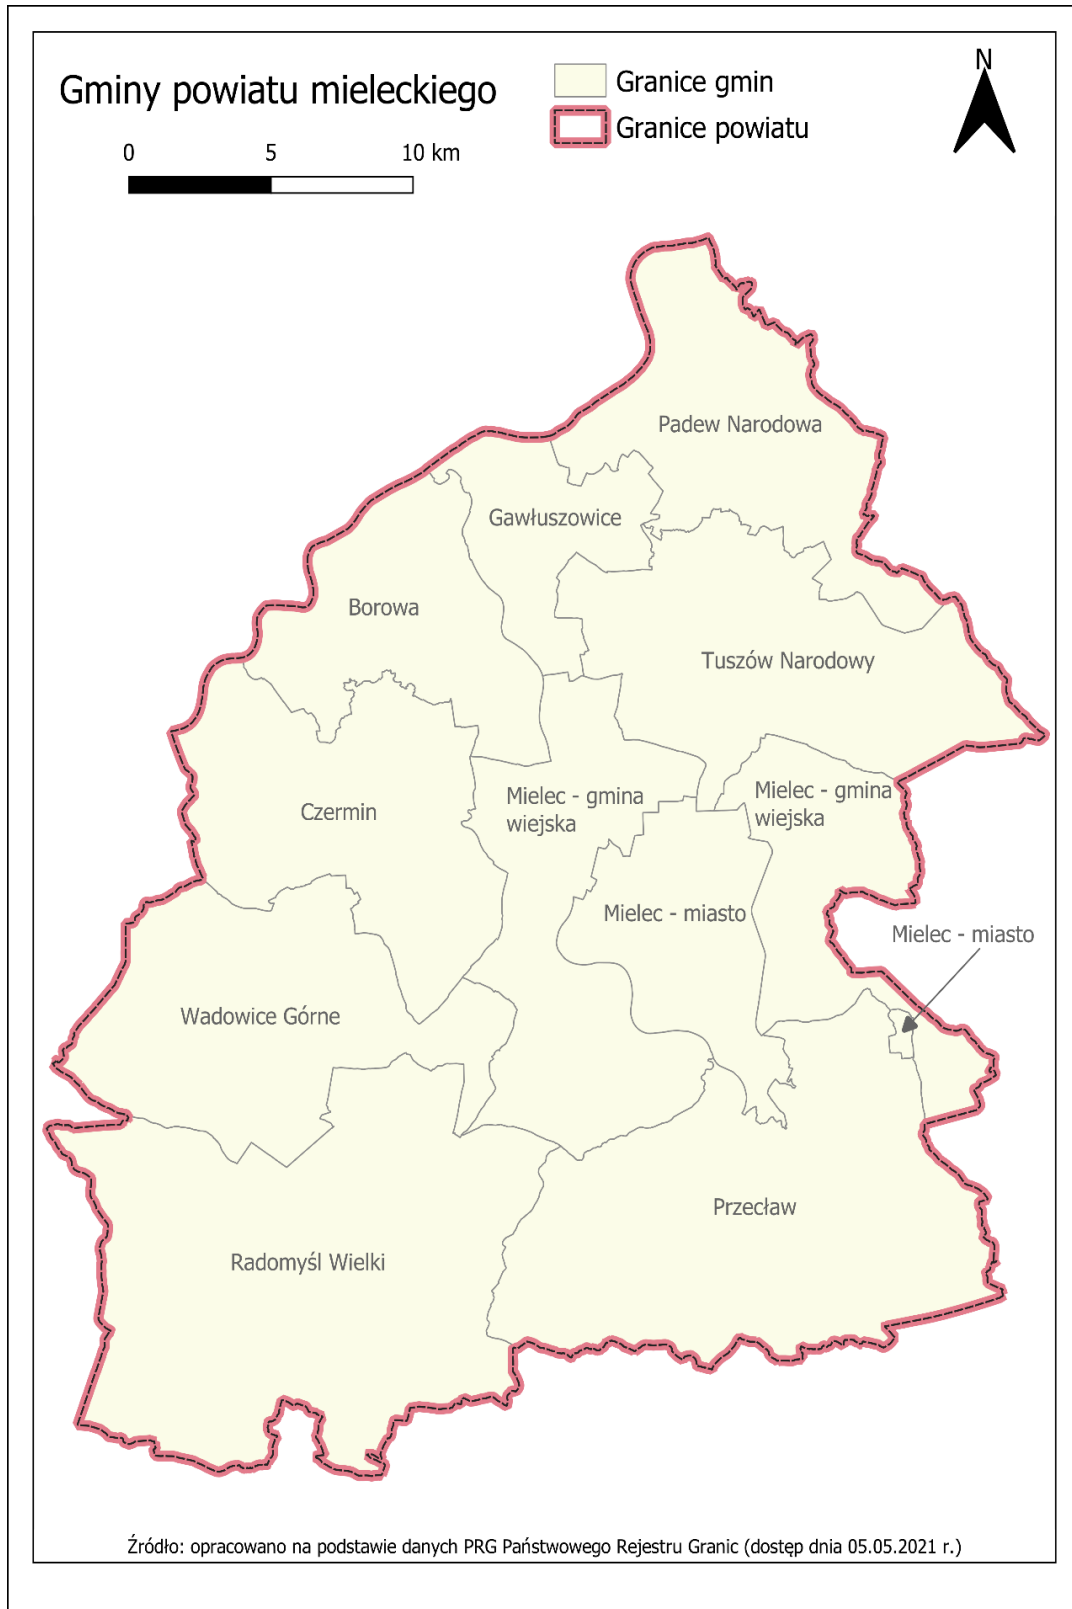 Gminy powiatu mieleckiego
Granice gmin
Granice powiatu
N
0 5 10 km
Padew Narodowa
Gawłuszowice
Borowa
Tuszów Narodowy
Mielec - gmina
wiejska
Mielec - gmina
wiejska
Czermin
Mielec - miasto
Mielec - miasto
Wadowice Górne
Przecław
Radomyśl Wielki
Źródło: opracowano na podstawie danych PRG Państwowego Rejestru Granic (dostęp dnia 05.05.2021 r.)